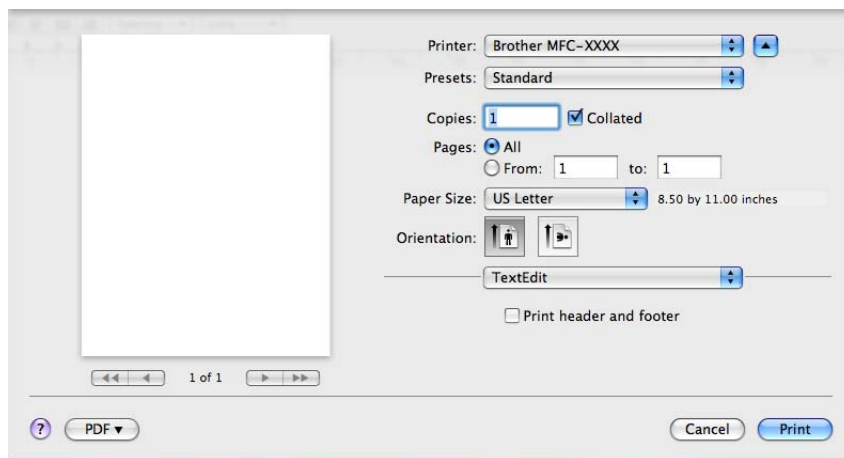 Printer: Brother MFC-XXXX
Presets: Standard
Copies: 1 Collated
Pages: All
From: 1 to: 1
Paper Size: US Letter 8.50 by 11.00 inches
Orientation:
TextEdit
Print header and footer
1 of 1
? PDF Cancel Print